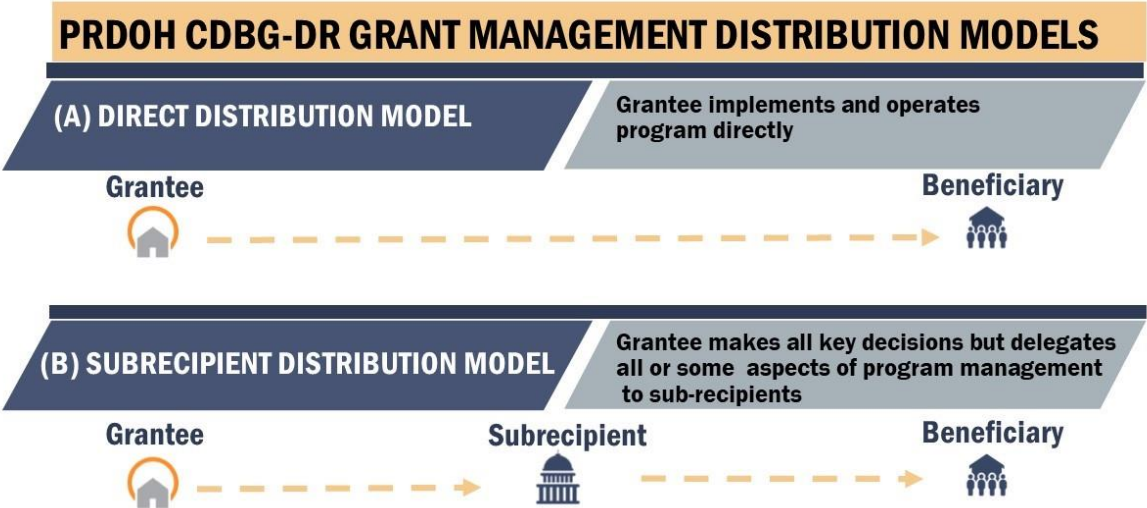 PRDOH CDBG-DR GRANT MANAGEMENT DISTRIBUTION MODELS
(A) DIRECT DISTRIBUTION MODEL
Grantee implements and operates
program directly
Grantee
Beneficiary
(B) SUBRECIPIENT DISTRIBUTION MODEL
Grantee makes all key decisions but delegates
all or some aspects of program management
to sub-recipients
Grantee
Subrecipient
Beneficiary